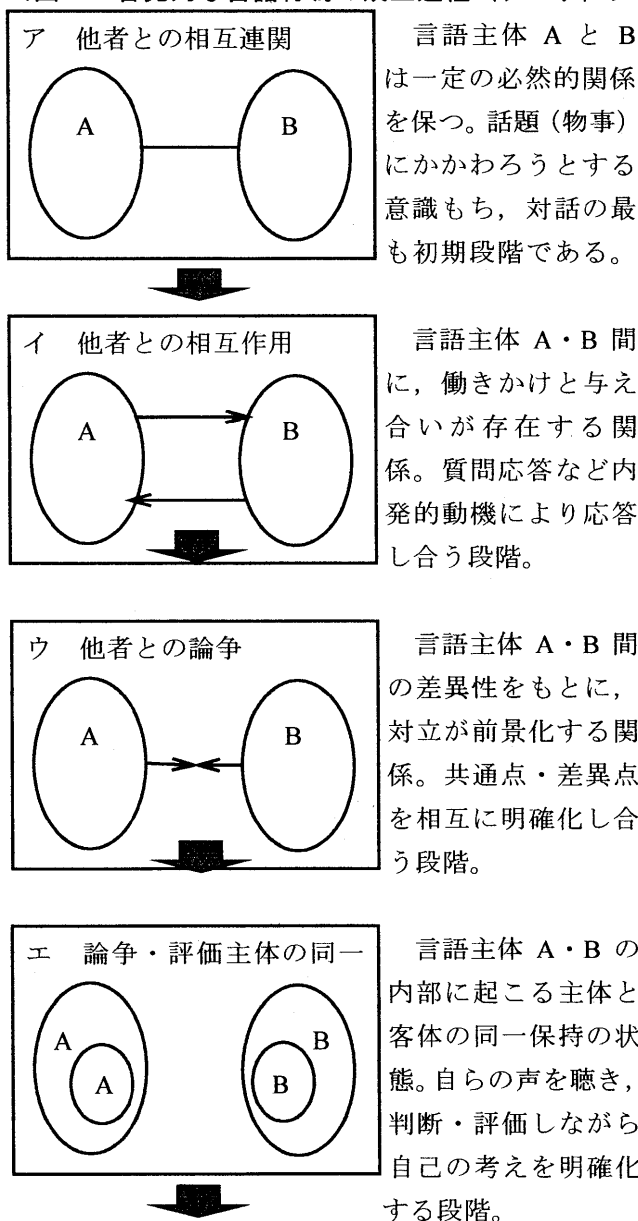 ア 他者との相互連関
A
B
言語主体 A と B
は一定の必然的関係
を保つ。話題（物事）
にかかわろうとする
意識もち，対話の最
も初期段階である。
イ 他者との相互作用
A
B
言語主体 A・B 間
に，働きかけと与え
合いが存在する関
係。質問応答など内
発的動機により応答
し合う段階。
ウ 他者との論争
A
B
言語主体 A・B 間
の差異性をもとに，
対立が前景化する関
係。共通点・差異点
を相互に明確化し合
う段階。
エ 論争・評価主体の同一
A
A
B
B
言語主体 A・B の
内部に起こる主体と
客体の同一保持の状
態。自らの声を聴き，
判断・評価しながら
自己の考えを明確化
する段階。